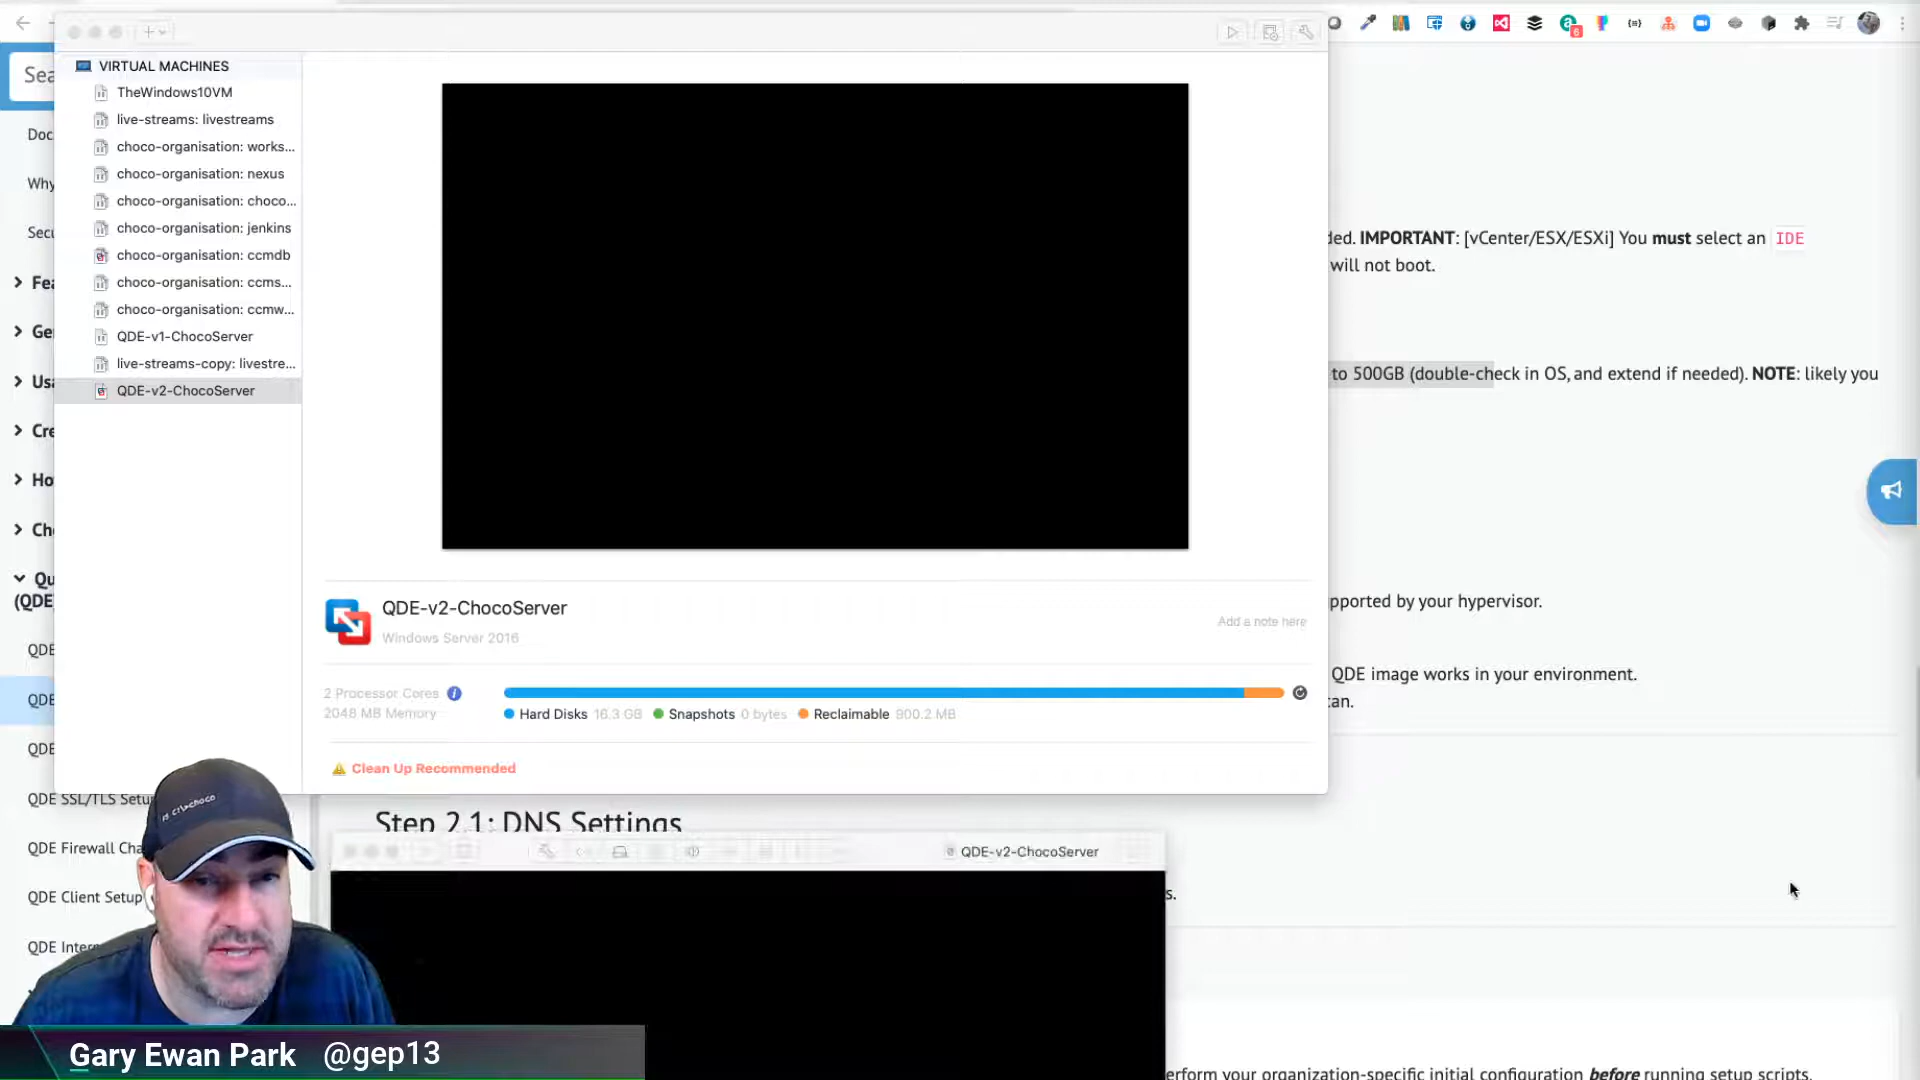 VIRTUAL MACHINES
TheWindows10VM
live-streams: livestreams
choco-organisation: works...
choco-organisation: nexus
choco-organisation: choco...
choco-organisation: jenkins
choco-organisation: ccmdb
choco-organisation: ccms...
choco-organisation: ccmw...
QDE-v1-ChocoServer
live-streams-copy: livestre...
QDE-v2-ChocoServer
Sea
Doc
Why
Secu
Fea
Ge
Usa
Cre
Ho
Cho
Qu
(QDE
QDE
QDE
QDE
QDE SSL/TLS Setu
QDE Firewall Cha
QDE Client Setup
QDE Inter
QDE-v2-ChocoServer
Windows Server 2016
Add a note here
2 Processor Cores
2048 MB Memory
Hard Disks 16.3 GB Snapshots 0 bytes Reclaimable 900.2 MB
Clean Up Recommended
6
ded. IMPORTANT: [vCenter/ESX/ESXi] You must select an IDE
will not boot.
to 500GB (double-check in OS, and extend if needed). NOTE: likely you
pported by your hypervisor.
QDE image works in your environment.
can.
Step 2.1: DNS Settings
QDE-v2-ChocoServer
s.
erform your organization-specific initial configuration before running setup scripts.
Gary Ewan Park @gep13